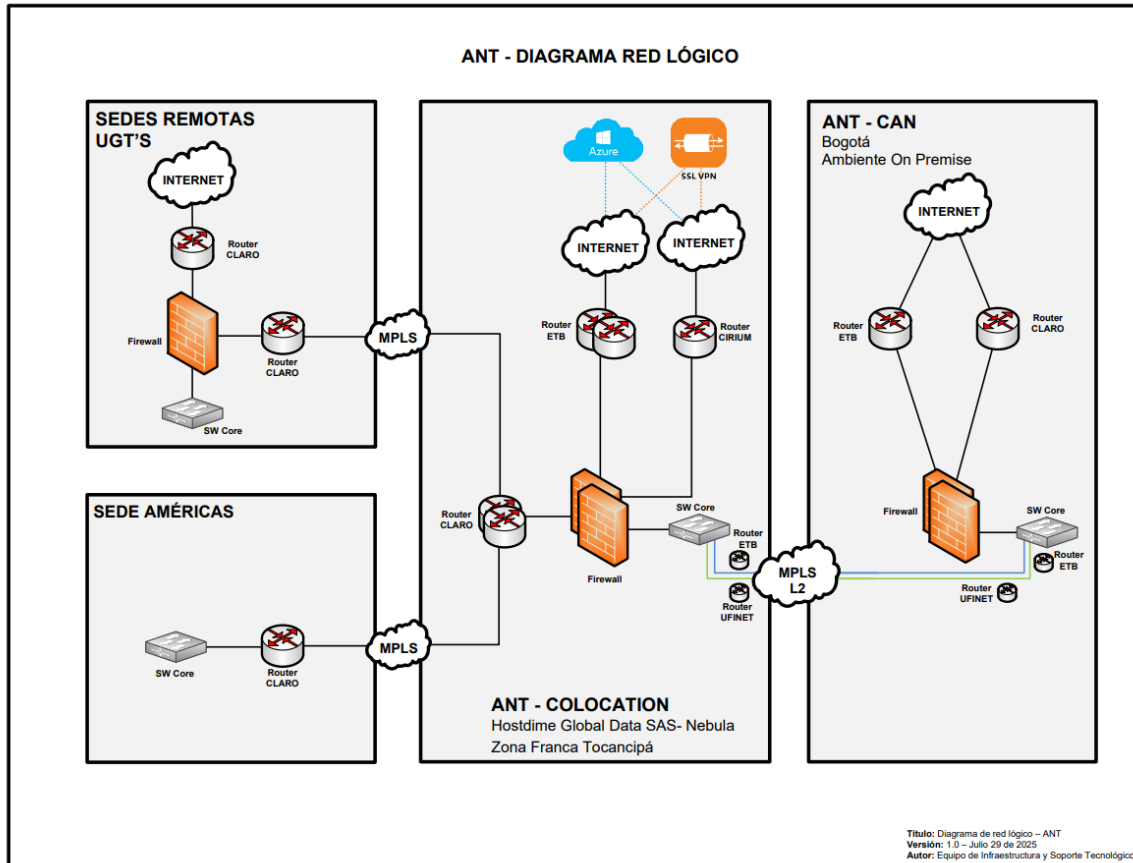 ANT - DIAGRAMA RED LÓGICO
SEDES REMOTAS
UGT'S
INTERNET
Router
CLARO
Firewall
Router
CLARO
SW Core
MPLS
SEDE AMÉRICAS
SW Core
Router
CLARO
MPLS
Azure
SSL VPN
INTERNET
INTERNET
Router
ETB
Router
CIRIUM
Router
CLARO
Firewall
SW Core
Router
ETB
Router
UFINET
MPLS
L2
ANT - COLOCATION
Hostdime Global Data SAS- Nebula
Zona Franca Tocancipá
ANT - CAN
Bogotá
Ambiente On Premise
INTERNET
Router
ETB
Router
CLARO
Firewall
SW Core
Router
ETB
Router
UFINET
Título: Diagrama de red lógico – ANT
Versión: 1.0 – Julio 29 de 2025
Autor: Equipo de Infraestructura y Soporte Tecnológico